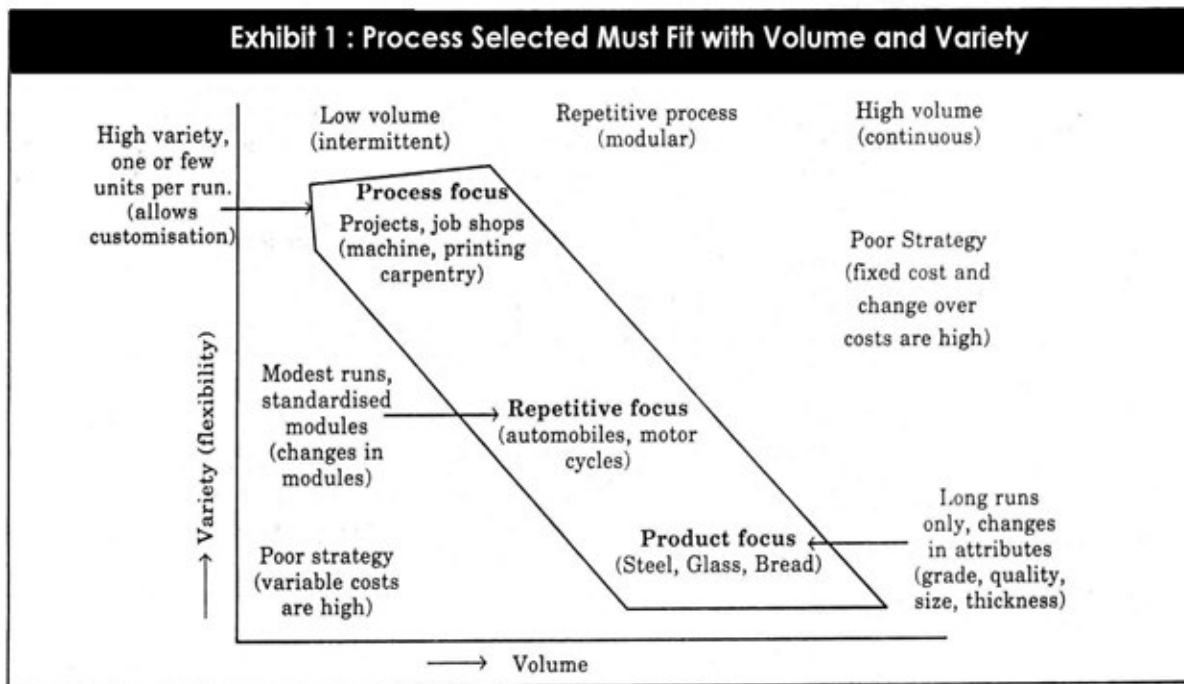 Exhibit 1 : Process Selected Must Fit with Volume and Variety
Low volume
(intermittent)
Repetitive process
(modular)
High volume
(continuous)
High variety,
one or few
units per run.
(allows
customisation)
Process focus
Projects, job shops
(machine, printing
carpentry)
Poor Strategy
(fixed cost and
change over
costs are high)
Modest runs,
standardised
modules
(changes in
modules)
Repetitive focus
(automobiles, motor
cycles)
Product focus
(Steel, Glass, Bread)
Long runs
only, changes
in attributes
(grade, quality,
size, thickness)
Poor strategy
(variable costs
are high)
Variety (flexibility)
Volume